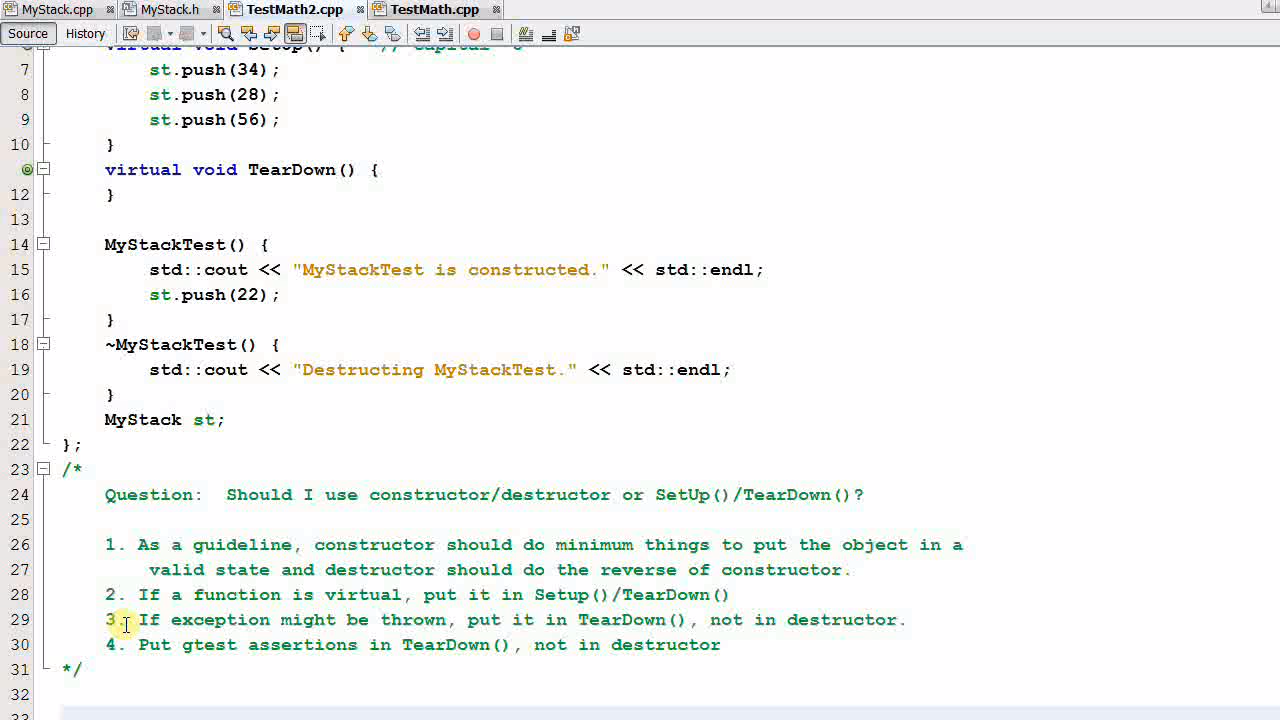 MyStack.cpp MyStack.h TestMath2.cpp TestMath.cpp
Source History
7 st.push(34);
8 st.push(28);
9 st.push(56);
10 }
virtual void TearDown() {
12 }
13
14 MyStackTest() {
15 std::cout << "MyStackTest is constructed." << std::endl;
16 st.push(22);
17 }
18 ~MyStackTest() {
19 std::cout << "Destructing MyStackTest." << std::endl;
20 }
21 MyStack st;
22 };
23 /*
24 Question: Should I use constructor/destructor or SetUp()/TearDown()?
25
26 1. As a guideline, constructor should do minimum things to put the object in a
27 valid state and destructor should do the reverse of constructor.
28 2. If a function is virtual, put it in Setup()/TearDown()
29 3. If exception might be thrown, put it in TearDown(), not in destructor.
30 4. Put gtest assertions in TearDown(), not in destructor
31 */
32